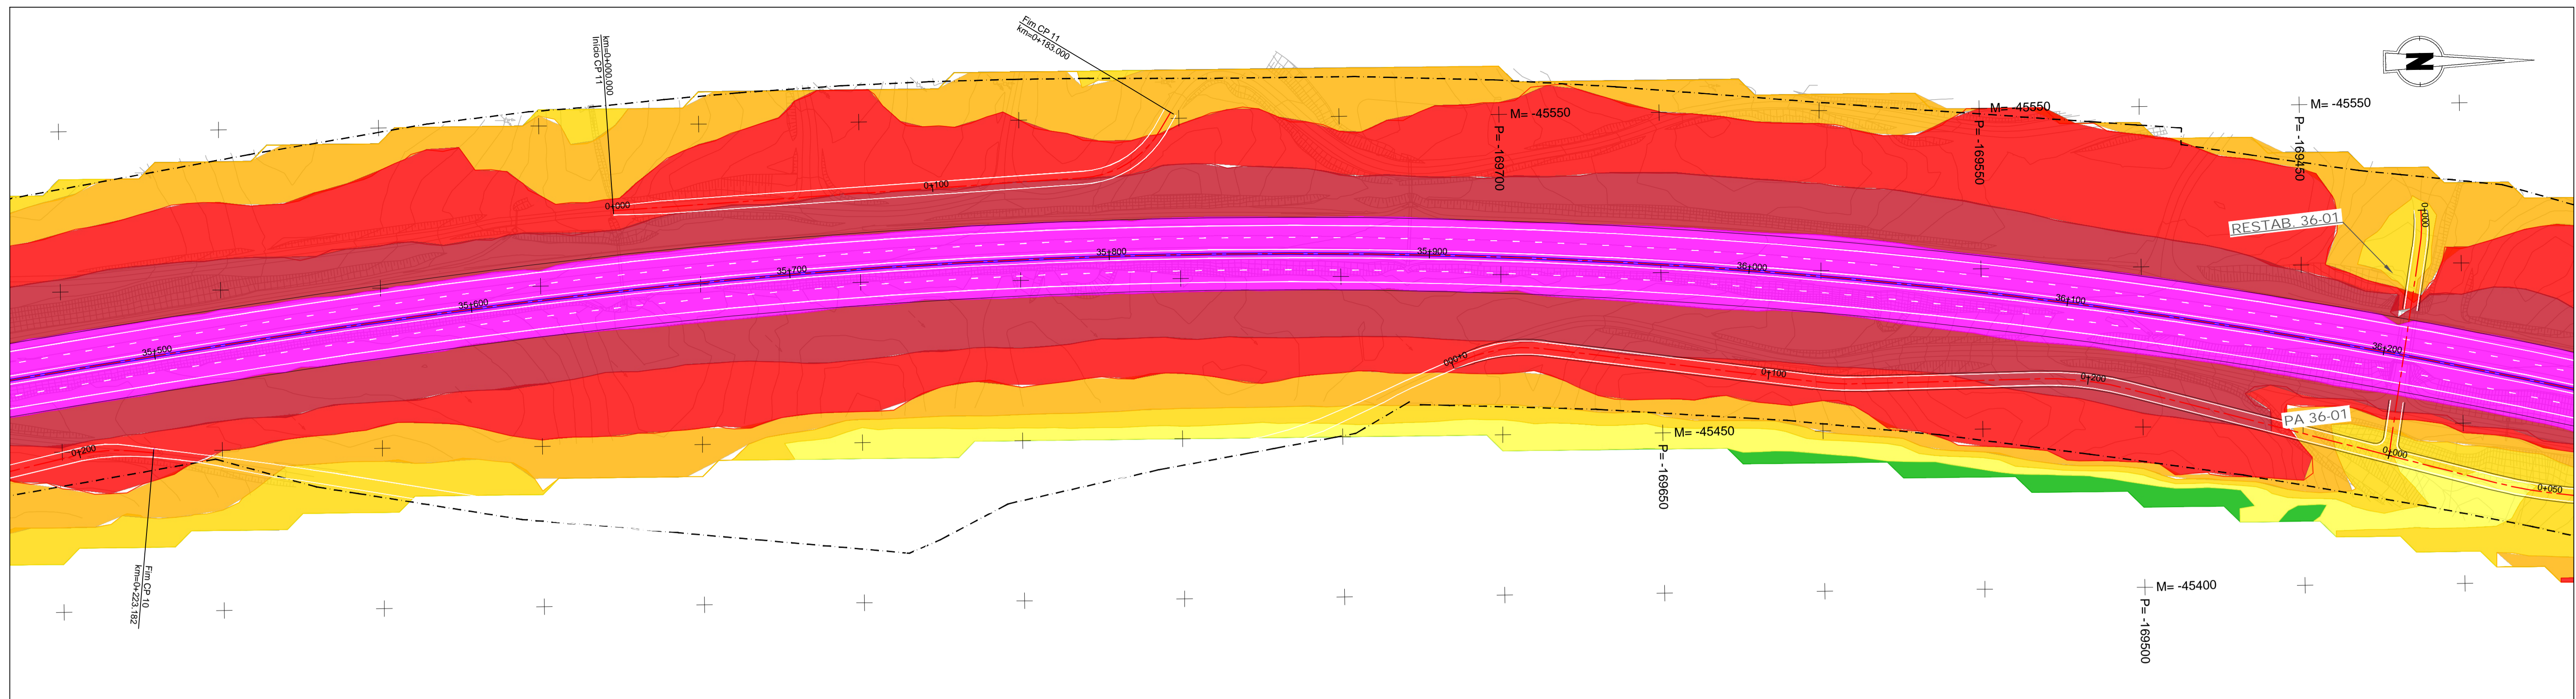 Fim CP 11
km=0+183.000
km=0+000.000
Início CP 11
N
M= -45550
P= -169700
M= -45550
P= -169550
M= -45550
P= -169450
RESTAB. 36-01
0+000
0+000
0+100
35+500
35+600
35+700
35+800
35+900
36+000
36+100
36+200
0+000
0+100
0+200
PA 36-01
0+000
0+050
0+200
M= -45450
P= -169650
Fim CP 10
km=0+223.182
M= -45400
P= -169500